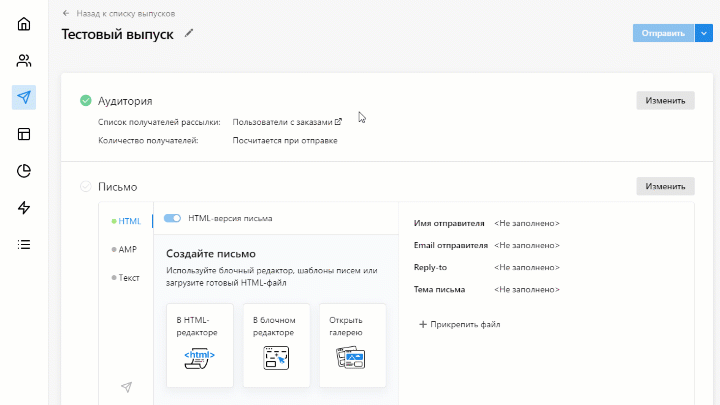 Назад к списку выпусков
Тестовый выпуск
Отправить
Аудитория
Изменить
Список получателей рассылки: Пользователи с заказами
Количество получателей: Посчитается при отправке
Письмо
Изменить
HTML
AMP
Текст
HTML-версия письма
Создайте письмо
Используйте блочный редактор, шаблоны писем или
загрузите готовый HTML-файл
В HTML-
редакторе
<html>
В блочном
редакторе
Открыть
галерею
Имя отправителя <Не заполнено>
Email отправителя <Не заполнено>
Reply-to <Не заполнено>
Тема письма <Не заполнено>
Прикрепить файл